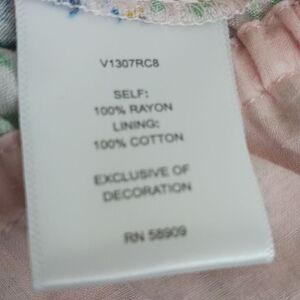 V1307RC8
SELF:
100% RAYON
LINING:
100% COTTON
EXCLUSIVE OF
DECORATION
RN 58909